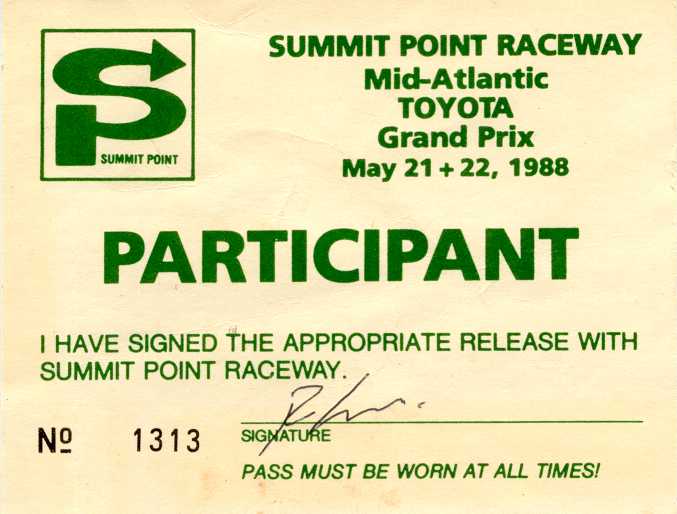 SUMMIT POINT RACEWAY
Mid-Atlantic
TOYOTA
Grand Prix
May 21 + 22, 1988
SP
SUMMIT POINT
PARTICIPANT
I HAVE SIGNED THE APPROPRIATE RELEASE WITH
SUMMIT POINT RACEWAY.
Nº 1313
SIGNATURE
PASS MUST BE WORN AT ALL TIMES!